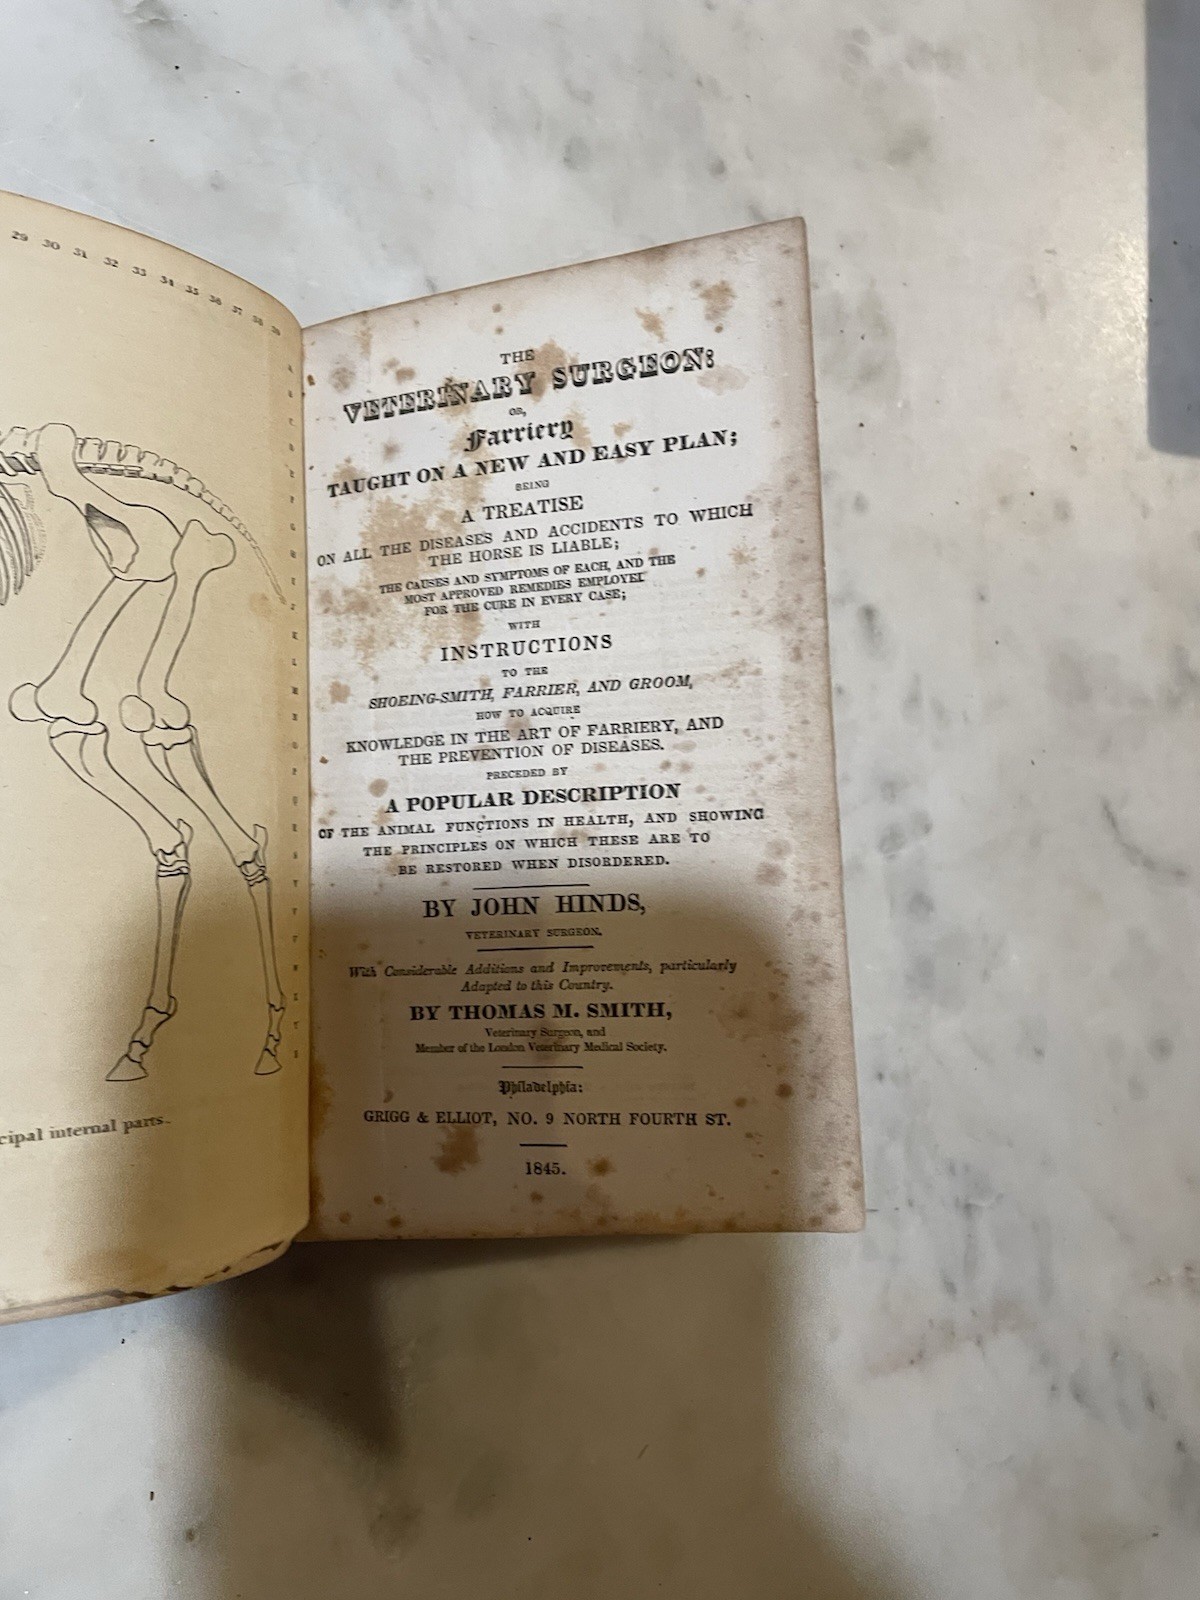 29 30 31 32 33 34 35 36 37 38 39
cipal internal parts.
THE
VETERINARY SURGEON:
OR,
Farriery
TAUGHT ON A NEW AND EASY PLAN;
BEING
A TREATISE
ON ALL THE DISEASES AND ACCIDENTS TO WHICH
THE HORSE IS LIABLE;
THE CAUSES AND SYMPTOMS OF EACH, AND THE
MOST APPROVED REMEDIES EMPLOYED
FOR THE CURE IN EVERY CASE;
WITH
INSTRUCTIONS
TO THE
SHOEING-SMITH, FARRIER, AND GROOM,
HOW TO ACQUIRE
KNOWLEDGE IN THE ART OF FARRIERY, AND
THE PREVENTION OF DISEASES.
PRECEDED BY
A POPULAR DESCRIPTION
OF THE ANIMAL FUNCTIONS IN HEALTH, AND SHOWING
THE PRINCIPLES ON WHICH THESE ARE TO
BE RESTORED WHEN DISORDERED.
BY JOHN HINDS,
VETERINARY SURGEON.
With Considerable Additions and Improvements, particularly
Adapted to this Country.
BY THOMAS M. SMITH,
Veterinary Surgeon, and
Member of the London Veterinary Medical Society.
Philadelphia:
GRIGG & ELLIOT, NO. 9 NORTH FOURTH ST.
1845.